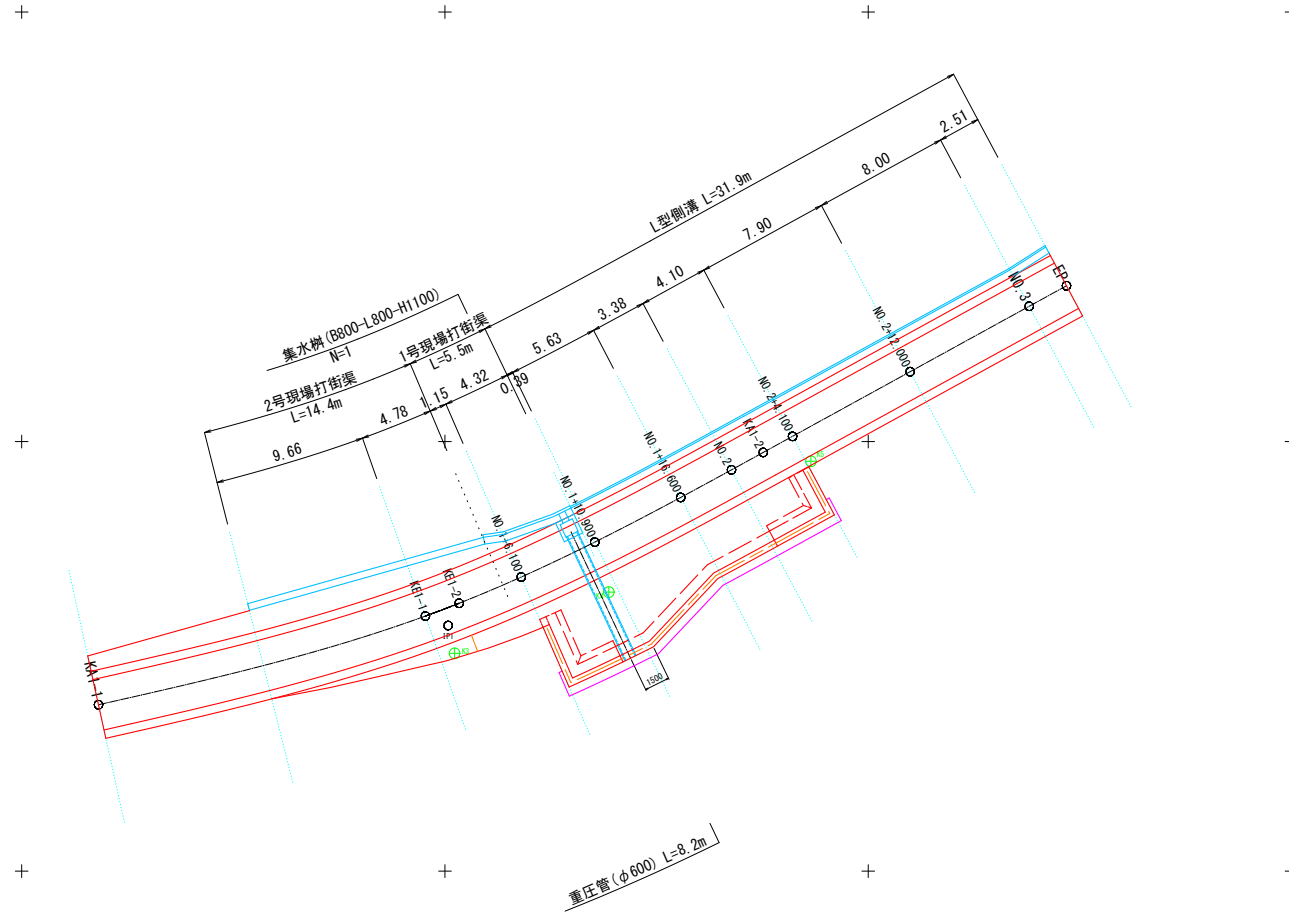 2.51
8.00
L型側溝 L=31.9m
7.90
4.10
3.38
5.63
0.39
4.32
1.15
4.78
9.66
集水桝(B800-L800-H1100)
N=1
1号現場打街渠
L=5.5m
2号現場打街渠
L=14.4m
EP
NO.3
NO.2+12.000
NO.2+4.100
KA1-2
NO.2
NO.1+16.600
NO.1+10.900
NO.1+6.100
KE1-2
KE1-1
IP1
KA1-1
1500
重圧管(φ600) L=8.2m